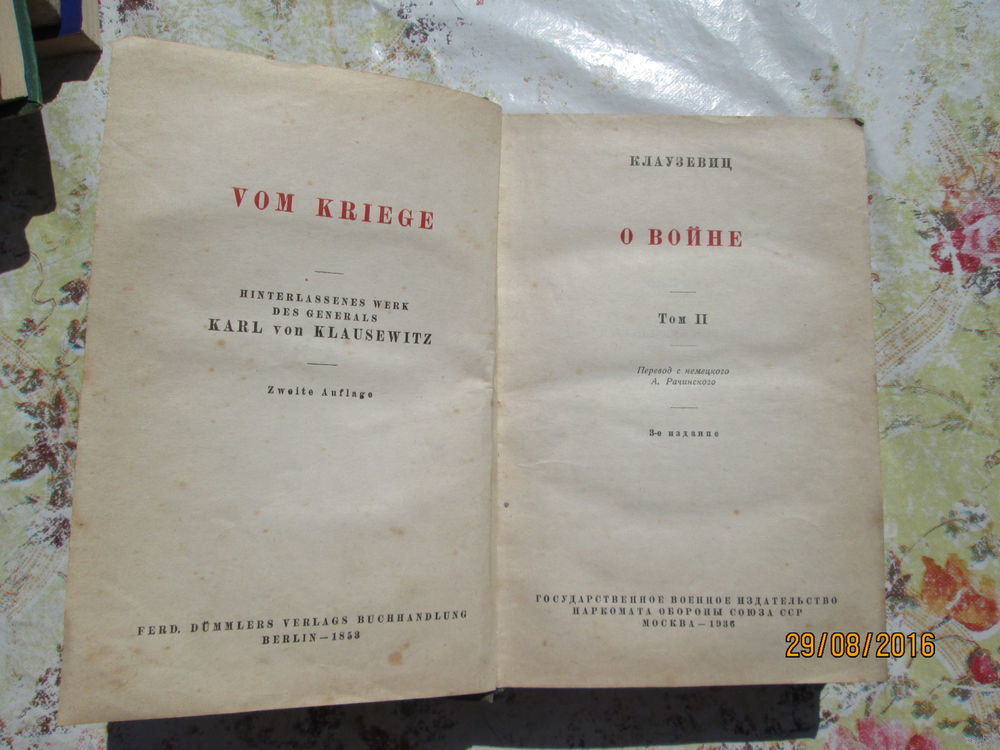 VOM KRIEGE
HINTERLASSENES WERK
DES GENERALS
KARL von KLAUSEWITZ
Zweite Auflage
FERD. DÜMMLERS VERLAGS BUCHHANDLUNG
BERLIN—1853
КЛАУЗЕВИЦ
О ВОЙНЕ
Том II
Перевод с немецкого
А. Рачинского
3-е издание
ГОСУДАРСТВЕННОЕ ВОЕННОЕ ИЗДАТЕЛЬСТВО
НАРКОМАТА ОБОРОНЫ СОЮЗА ССР
МОСКВА—1936
29/08/2016